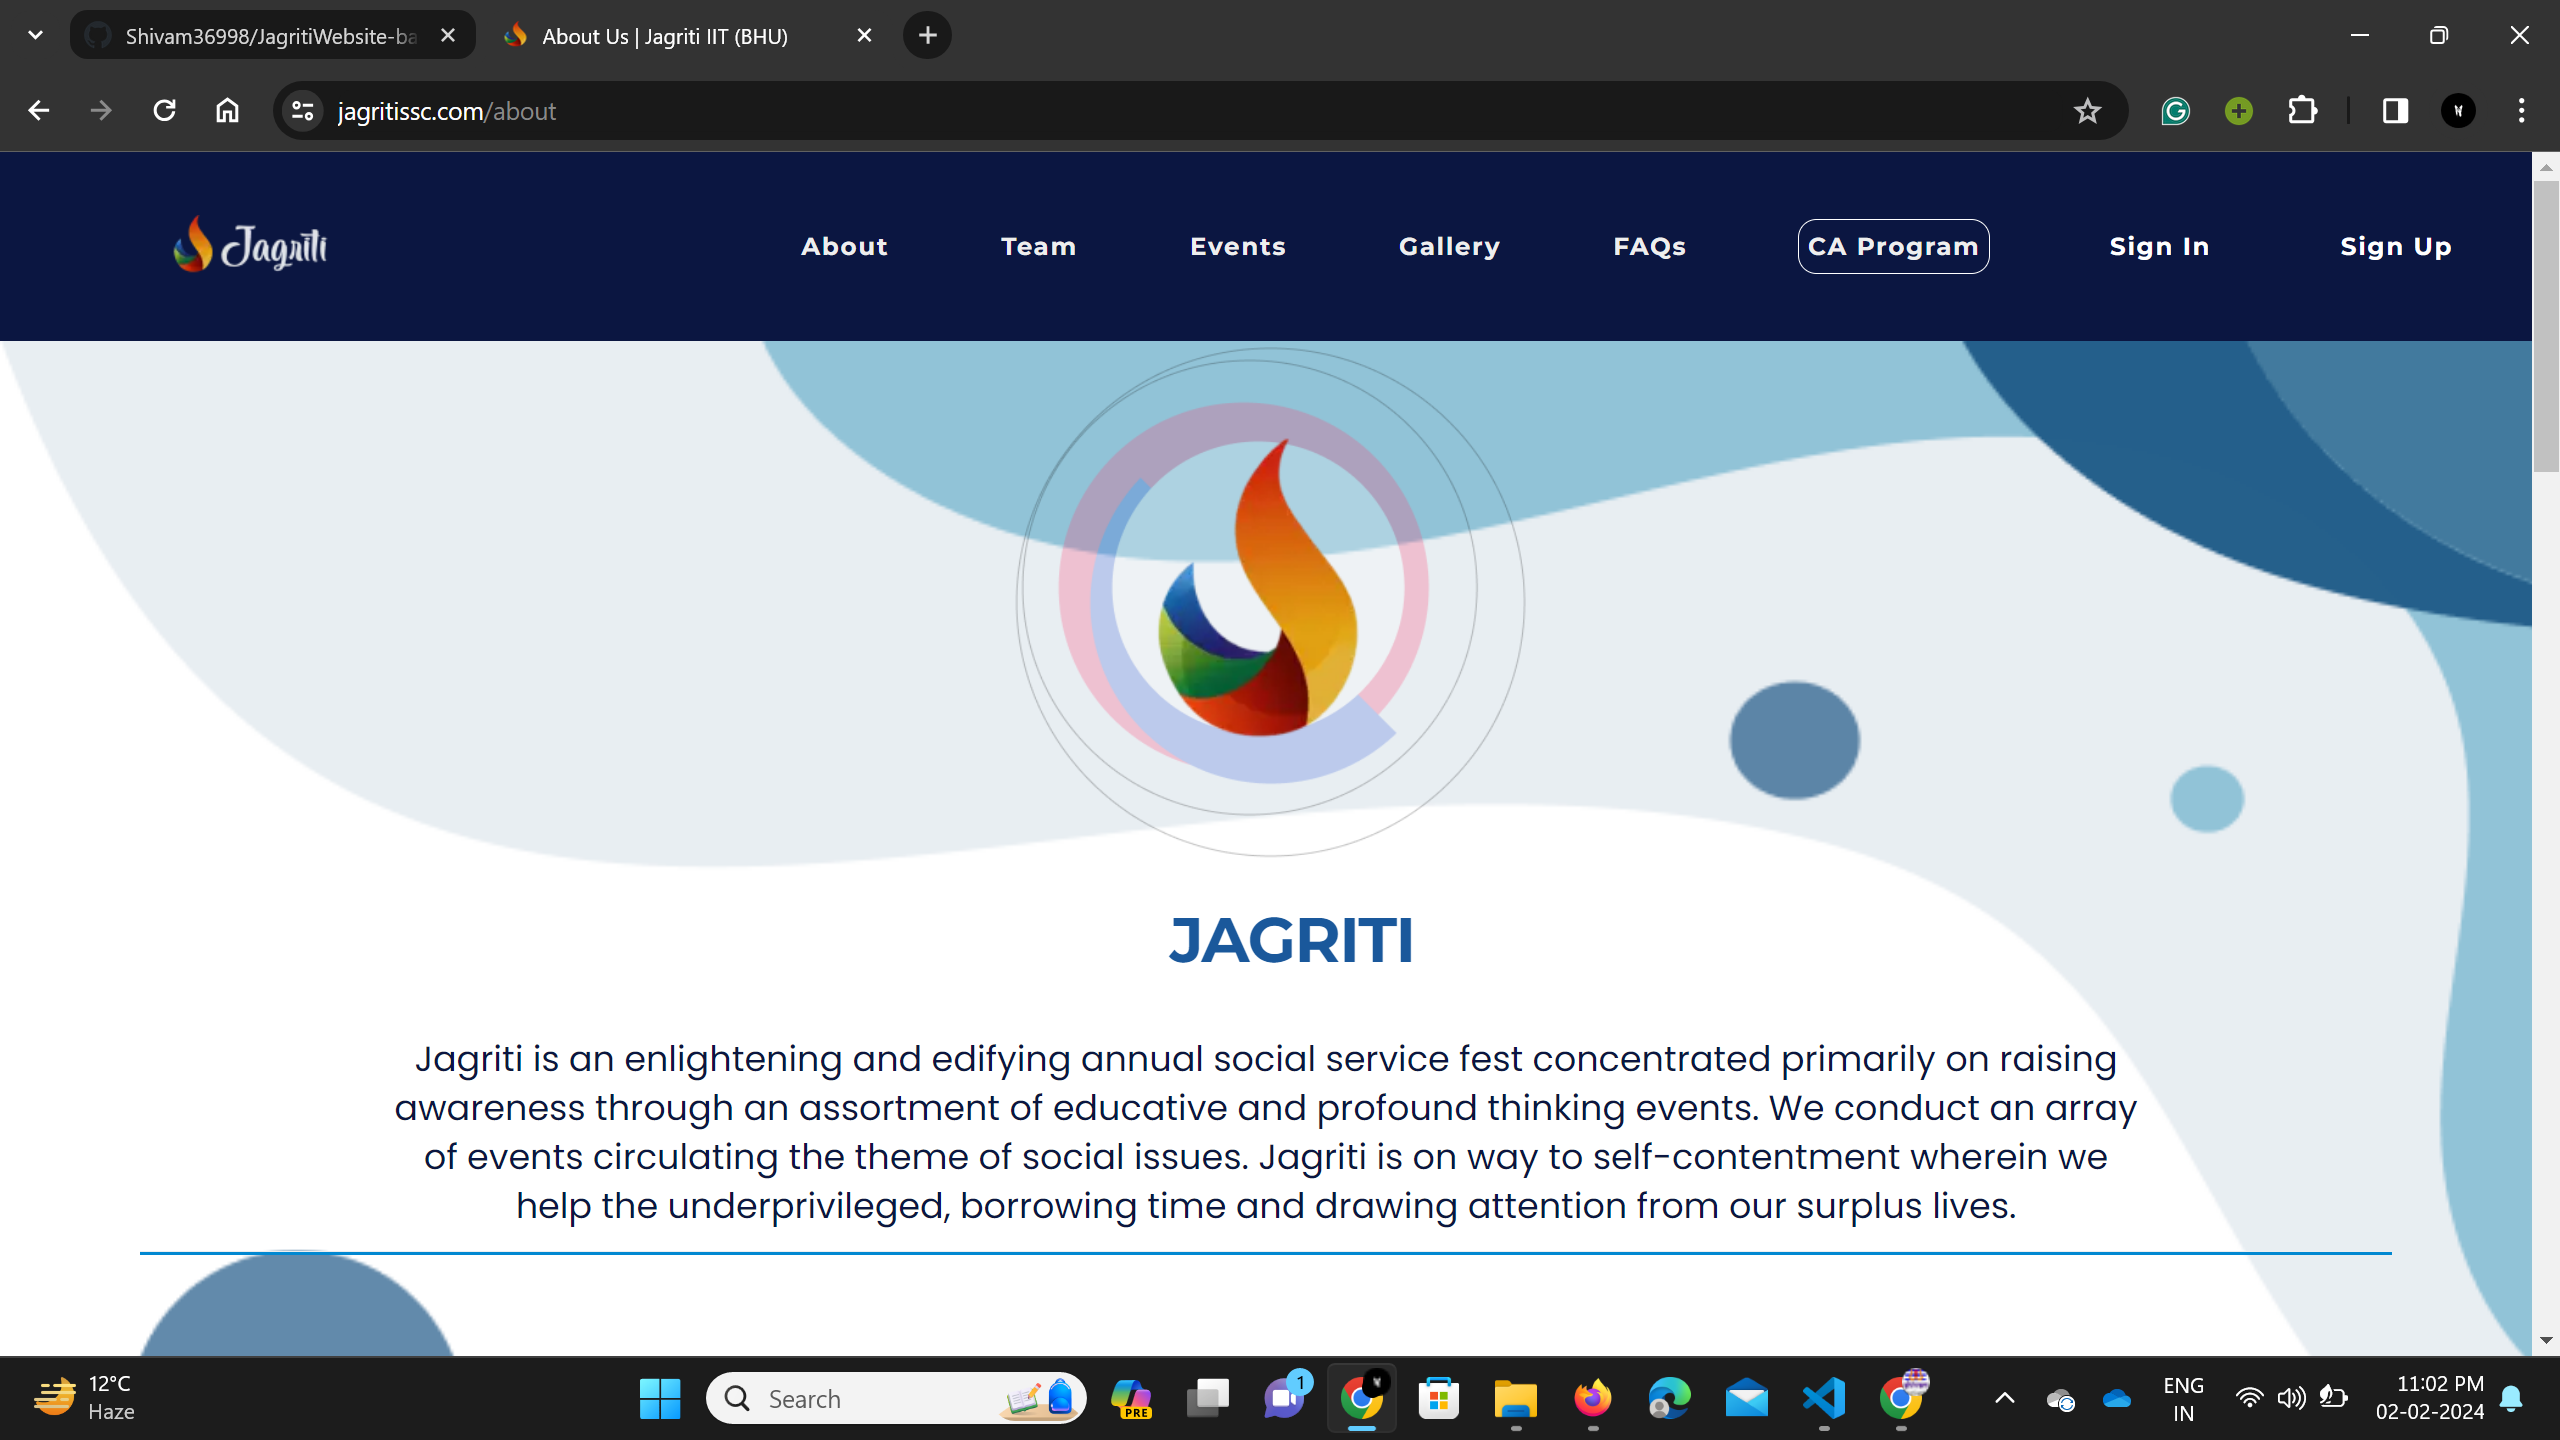 Shivam36998/JagritiWebsite-ba
About Us | Jagriti IIT (BHU)
jagritissc.com/about
Jagriti
About Team Events Gallery FAQs CA Program Sign In Sign Up
JAGRITI
Jagriti is an enlightening and edifying annual social service fest concentrated primarily on raising
awareness through an assortment of educative and profound thinking events. We conduct an array
of events circulating the theme of social issues. Jagriti is on way to self-contentment wherein we
help the underprivileged, borrowing time and drawing attention from our surplus lives.
12°C
Haze
Search
PRE
1
ENG
IN
11:02 PM
02-02-2024